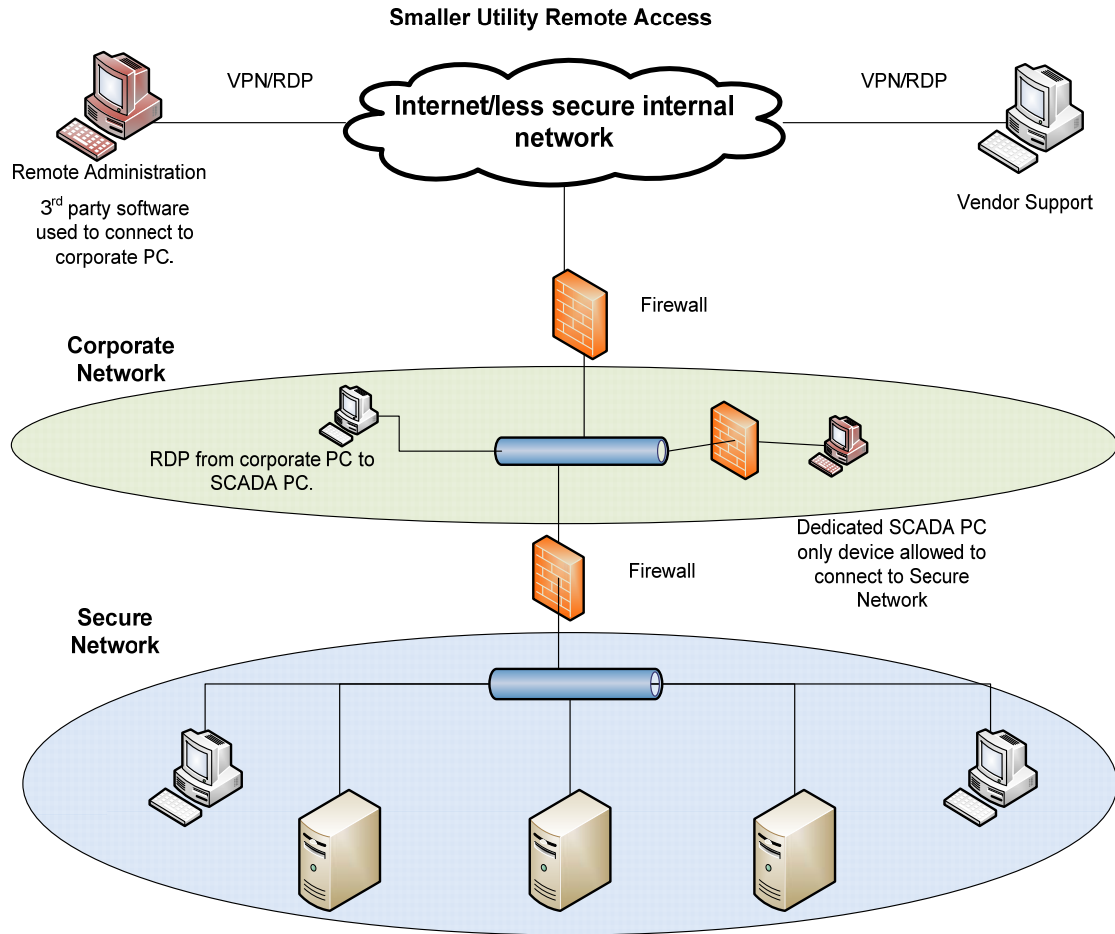 Smaller Utility Remote Access
VPN/RDP
VPN/RDP
Internet/less secure internal
network
Remote Administration
3rd party software
used to connect to
corporate PC.
Vendor Support
Firewall
Corporate
Network
RDP from corporate PC to
SCADA PC.
Dedicated SCADA PC
only device allowed to
connect to Secure
Network
Firewall
Secure
Network